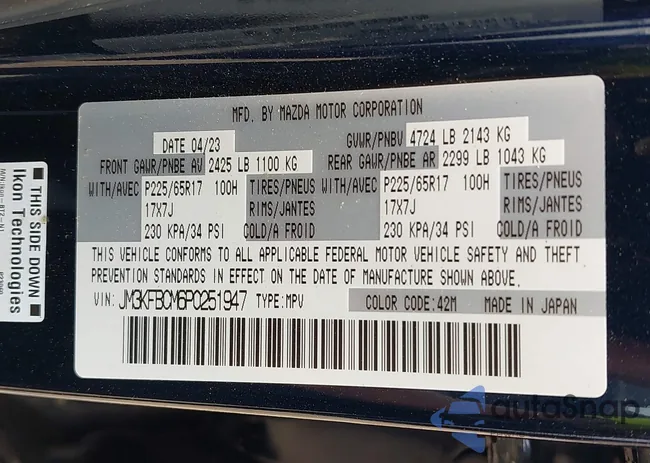 MFD. BY MAZDA MOTOR CORPORATION
DATE 04/23 GVWR/PNBV 4724 LB 2143 KG
FRONT GAWR/PNBE AV 2425 LB 1100 KG REAR GAWR/PNBE AR 2299 LB 1043 KG
WITH/AVEC P225/65R17 100H TIRES/PNEUS WITH/AVEC P225/65R17 100H TIRES/PNEUS
17X7J RIMS/JANTES 17X7J RIMS/JANTES
230 KPA/34 PSI COLD/A FROID 230 KPA/34 PSI COLD/A FROID
THIS VEHICLE CONFORMS TO ALL APPLICABLE FEDERAL MOTOR VEHICLE SAFETY AND THEFT
PREVENTION STANDARDS IN EFFECT ON THE DATE OF MANUFACTURE SHOWN ABOVE.
VIN: JM3KFBCM6P0251947 TYPE: MPV COLOR CODE: 42M MADE IN JAPAN
THIS SIDE DOWN
Ikon Technologies
autoSnap